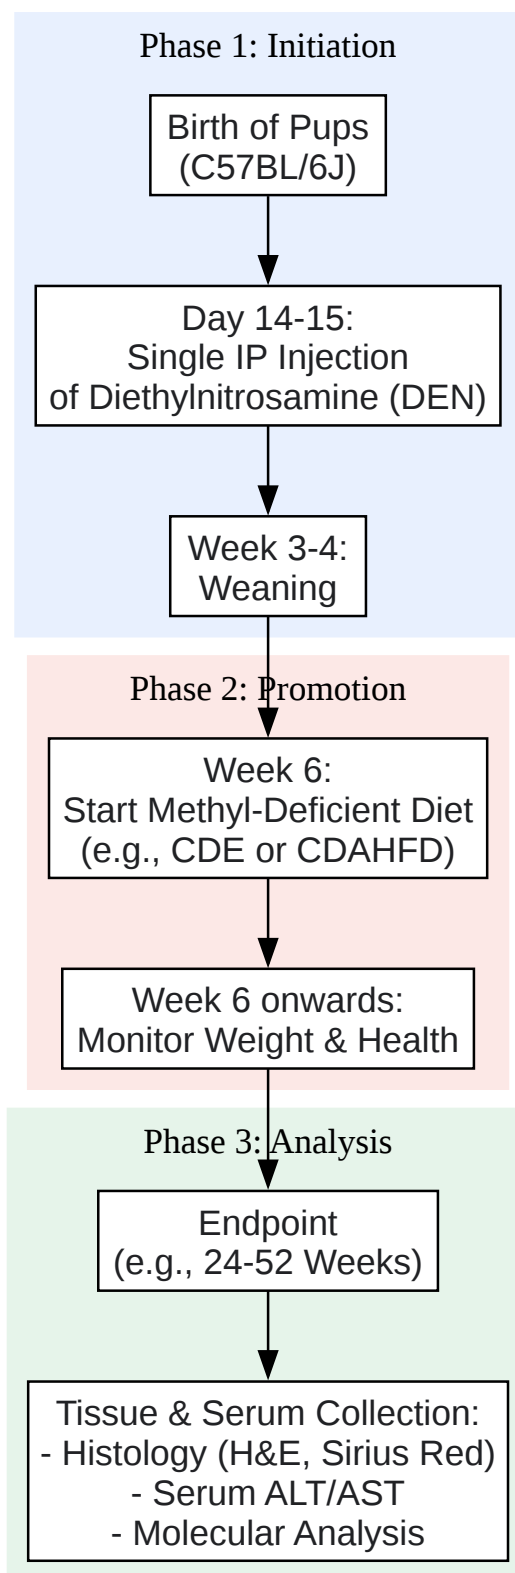 Phase 1: Initiation
Birth of Pups
(C57BL/6J)
Day 14-15:
Single IP Injection
of Diethylnitrosamine (DEN)
Week 3-4:
Weaning
Phase 2: Promotion
Week 6:
Start Methyl-Deficient Diet
(e.g., CDE or CDAHFD)
Week 6 onwards:
Monitor Weight & Health
Phase 3: Analysis
Endpoint
(e.g., 24-52 Weeks)
Tissue & Serum Collection:
- Histology (H&E, Sirius Red)
- Serum ALT/AST
- Molecular Analysis